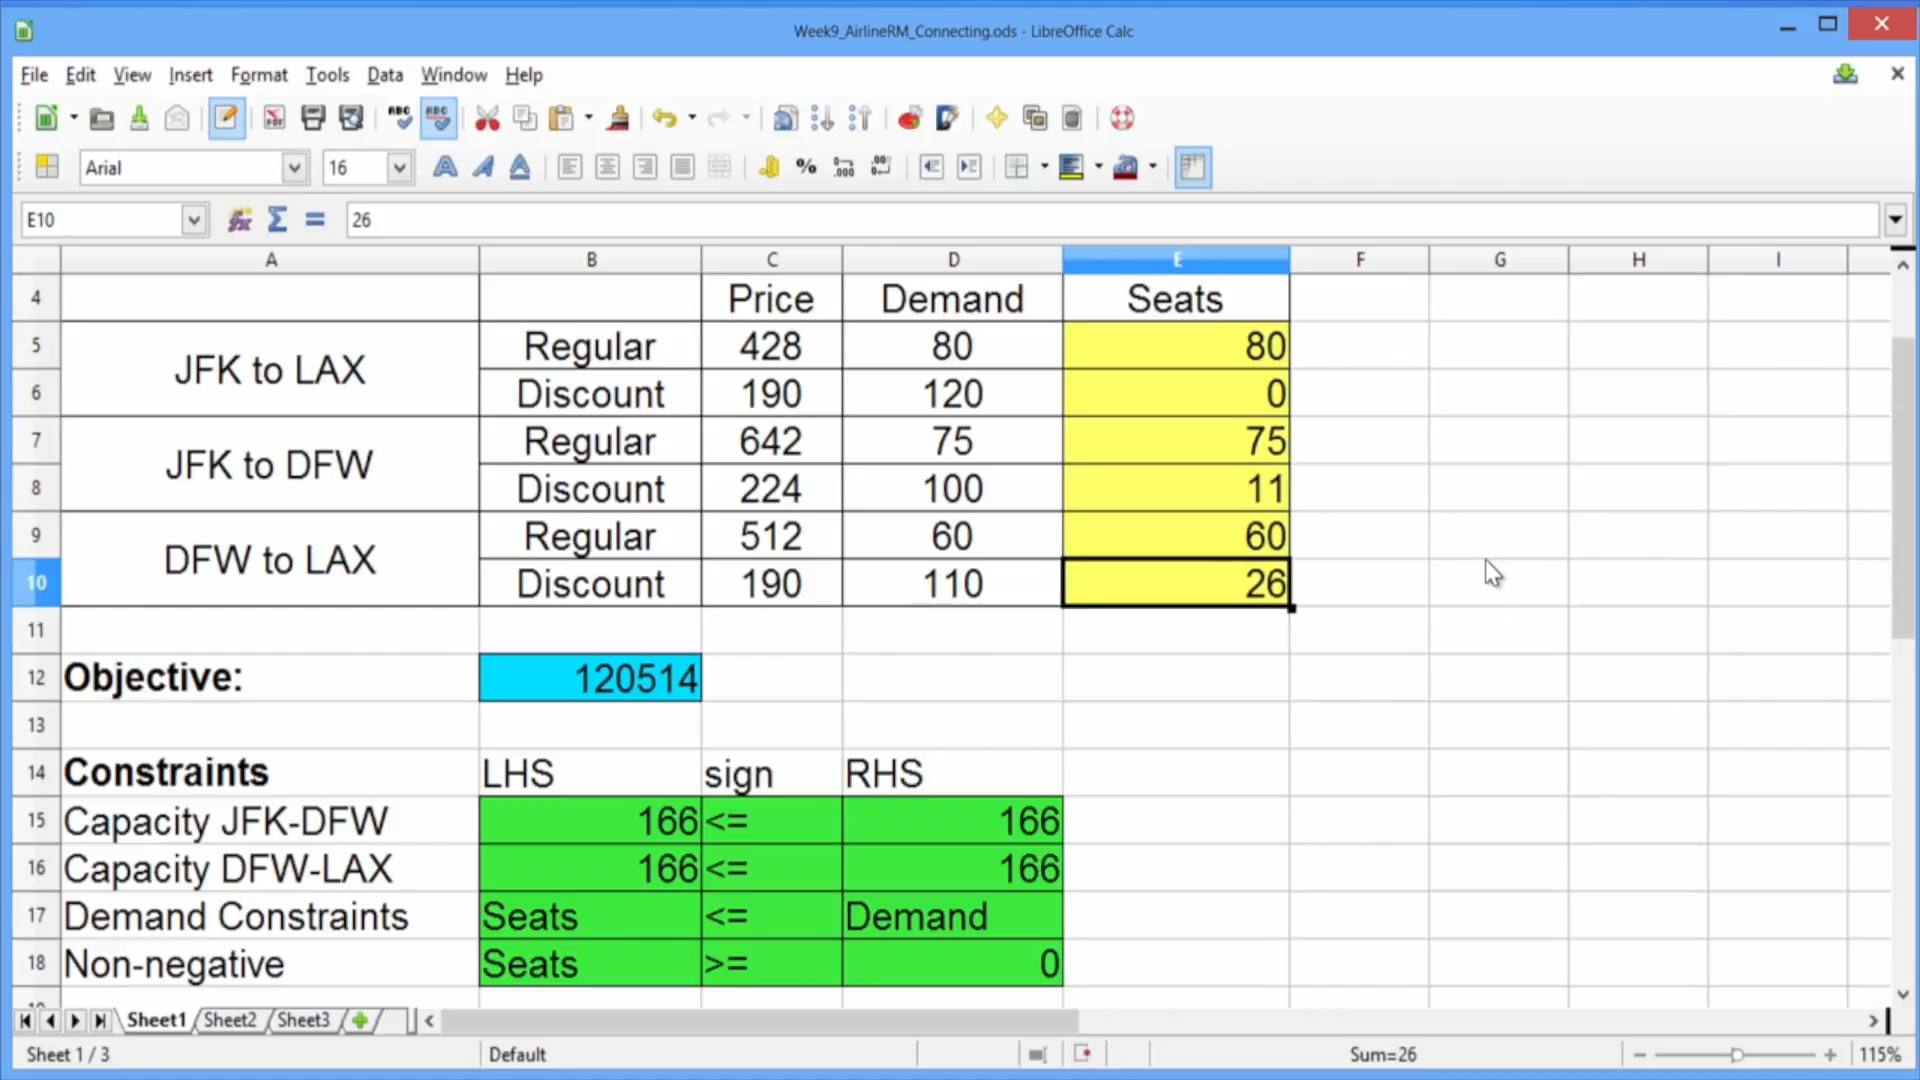 Week9_AirlineRM_Connecting.ods - LibreOffice Calc
File Edit View Insert Format Tools Data Window Help
Arial 16
E10 26
A B C D E F G H I
4 Price Demand Seats
5 JFK to LAX Regular 428 80 80
6 Discount 190 120 0
7 JFK to DFW Regular 642 75 75
8 Discount 224 100 11
9 DFW to LAX Regular 512 60 60
10 Discount 190 110 26
11
12 Objective: 120514
13
14 Constraints LHS sign RHS
15 Capacity JFK-DFW 166 <= 166
16 Capacity DFW-LAX 166 <= 166
17 Demand Constraints Seats <= Demand
18 Non-negative Seats >= 0
Sheet1 Sheet2 Sheet3
Sheet 1 / 3 Default Sum=26 115%